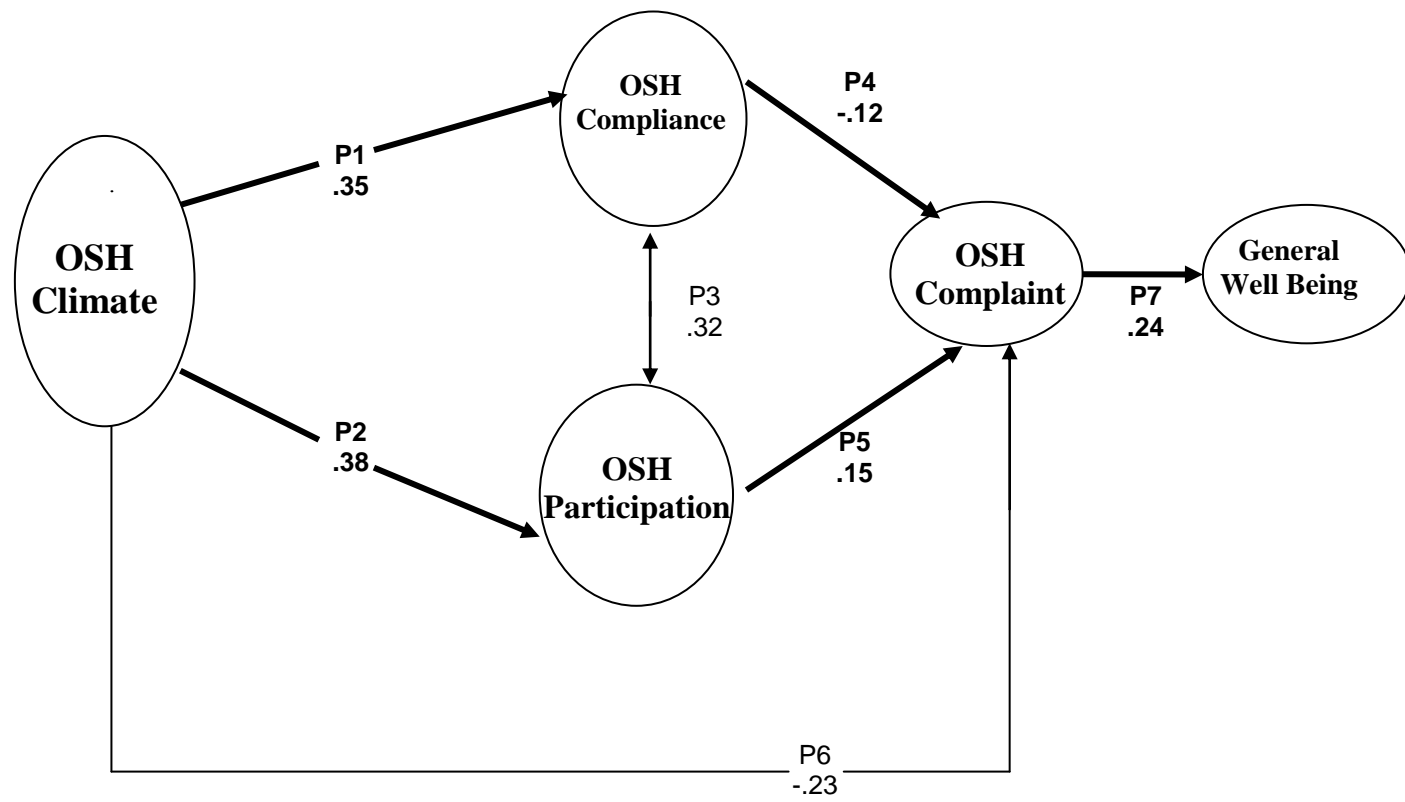 OSH
Climate
P1
.35
OSH
Compliance
P4
-.12
P3
.32
OSH
Complaint
P7
.24
General
Well Being
P2
.38
OSH
Participation
P5
.15
P6
-.23